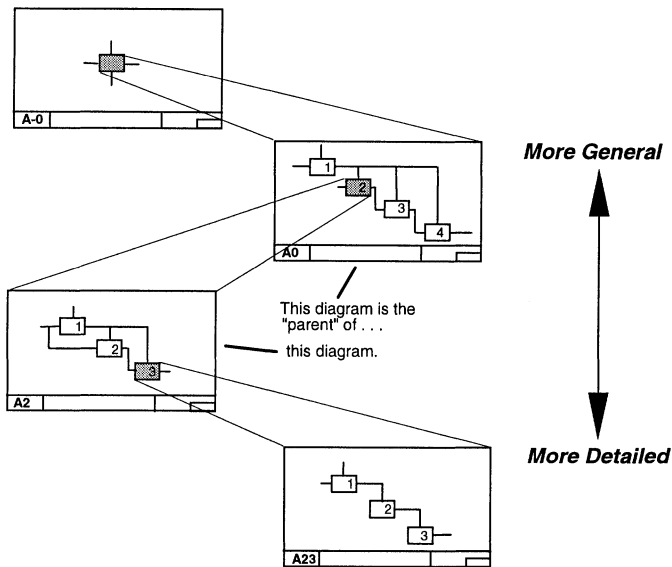 A-0
More General
1
2
3
4
A0
This diagram is the
"parent" of . . .
this diagram.
1
2
3
A2
More Detailed
1
2
3
A23